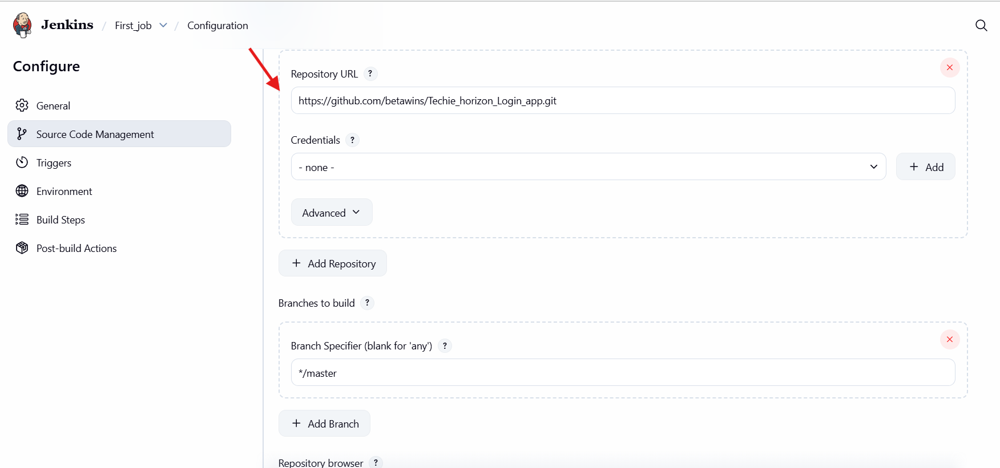 Jenkins / First_job / Configuration
Configure
General
Source Code Management
Triggers
Environment
Build Steps
Post-build Actions
Repository URL ?
https://github.com/betawins/Techie_horizon_Login_app.git
Credentials ?
- none -
+ Add
Advanced
+ Add Repository
Branches to build ?
Branch Specifier (blank for 'any') ?
*/master
+ Add Branch
Repository browser ?